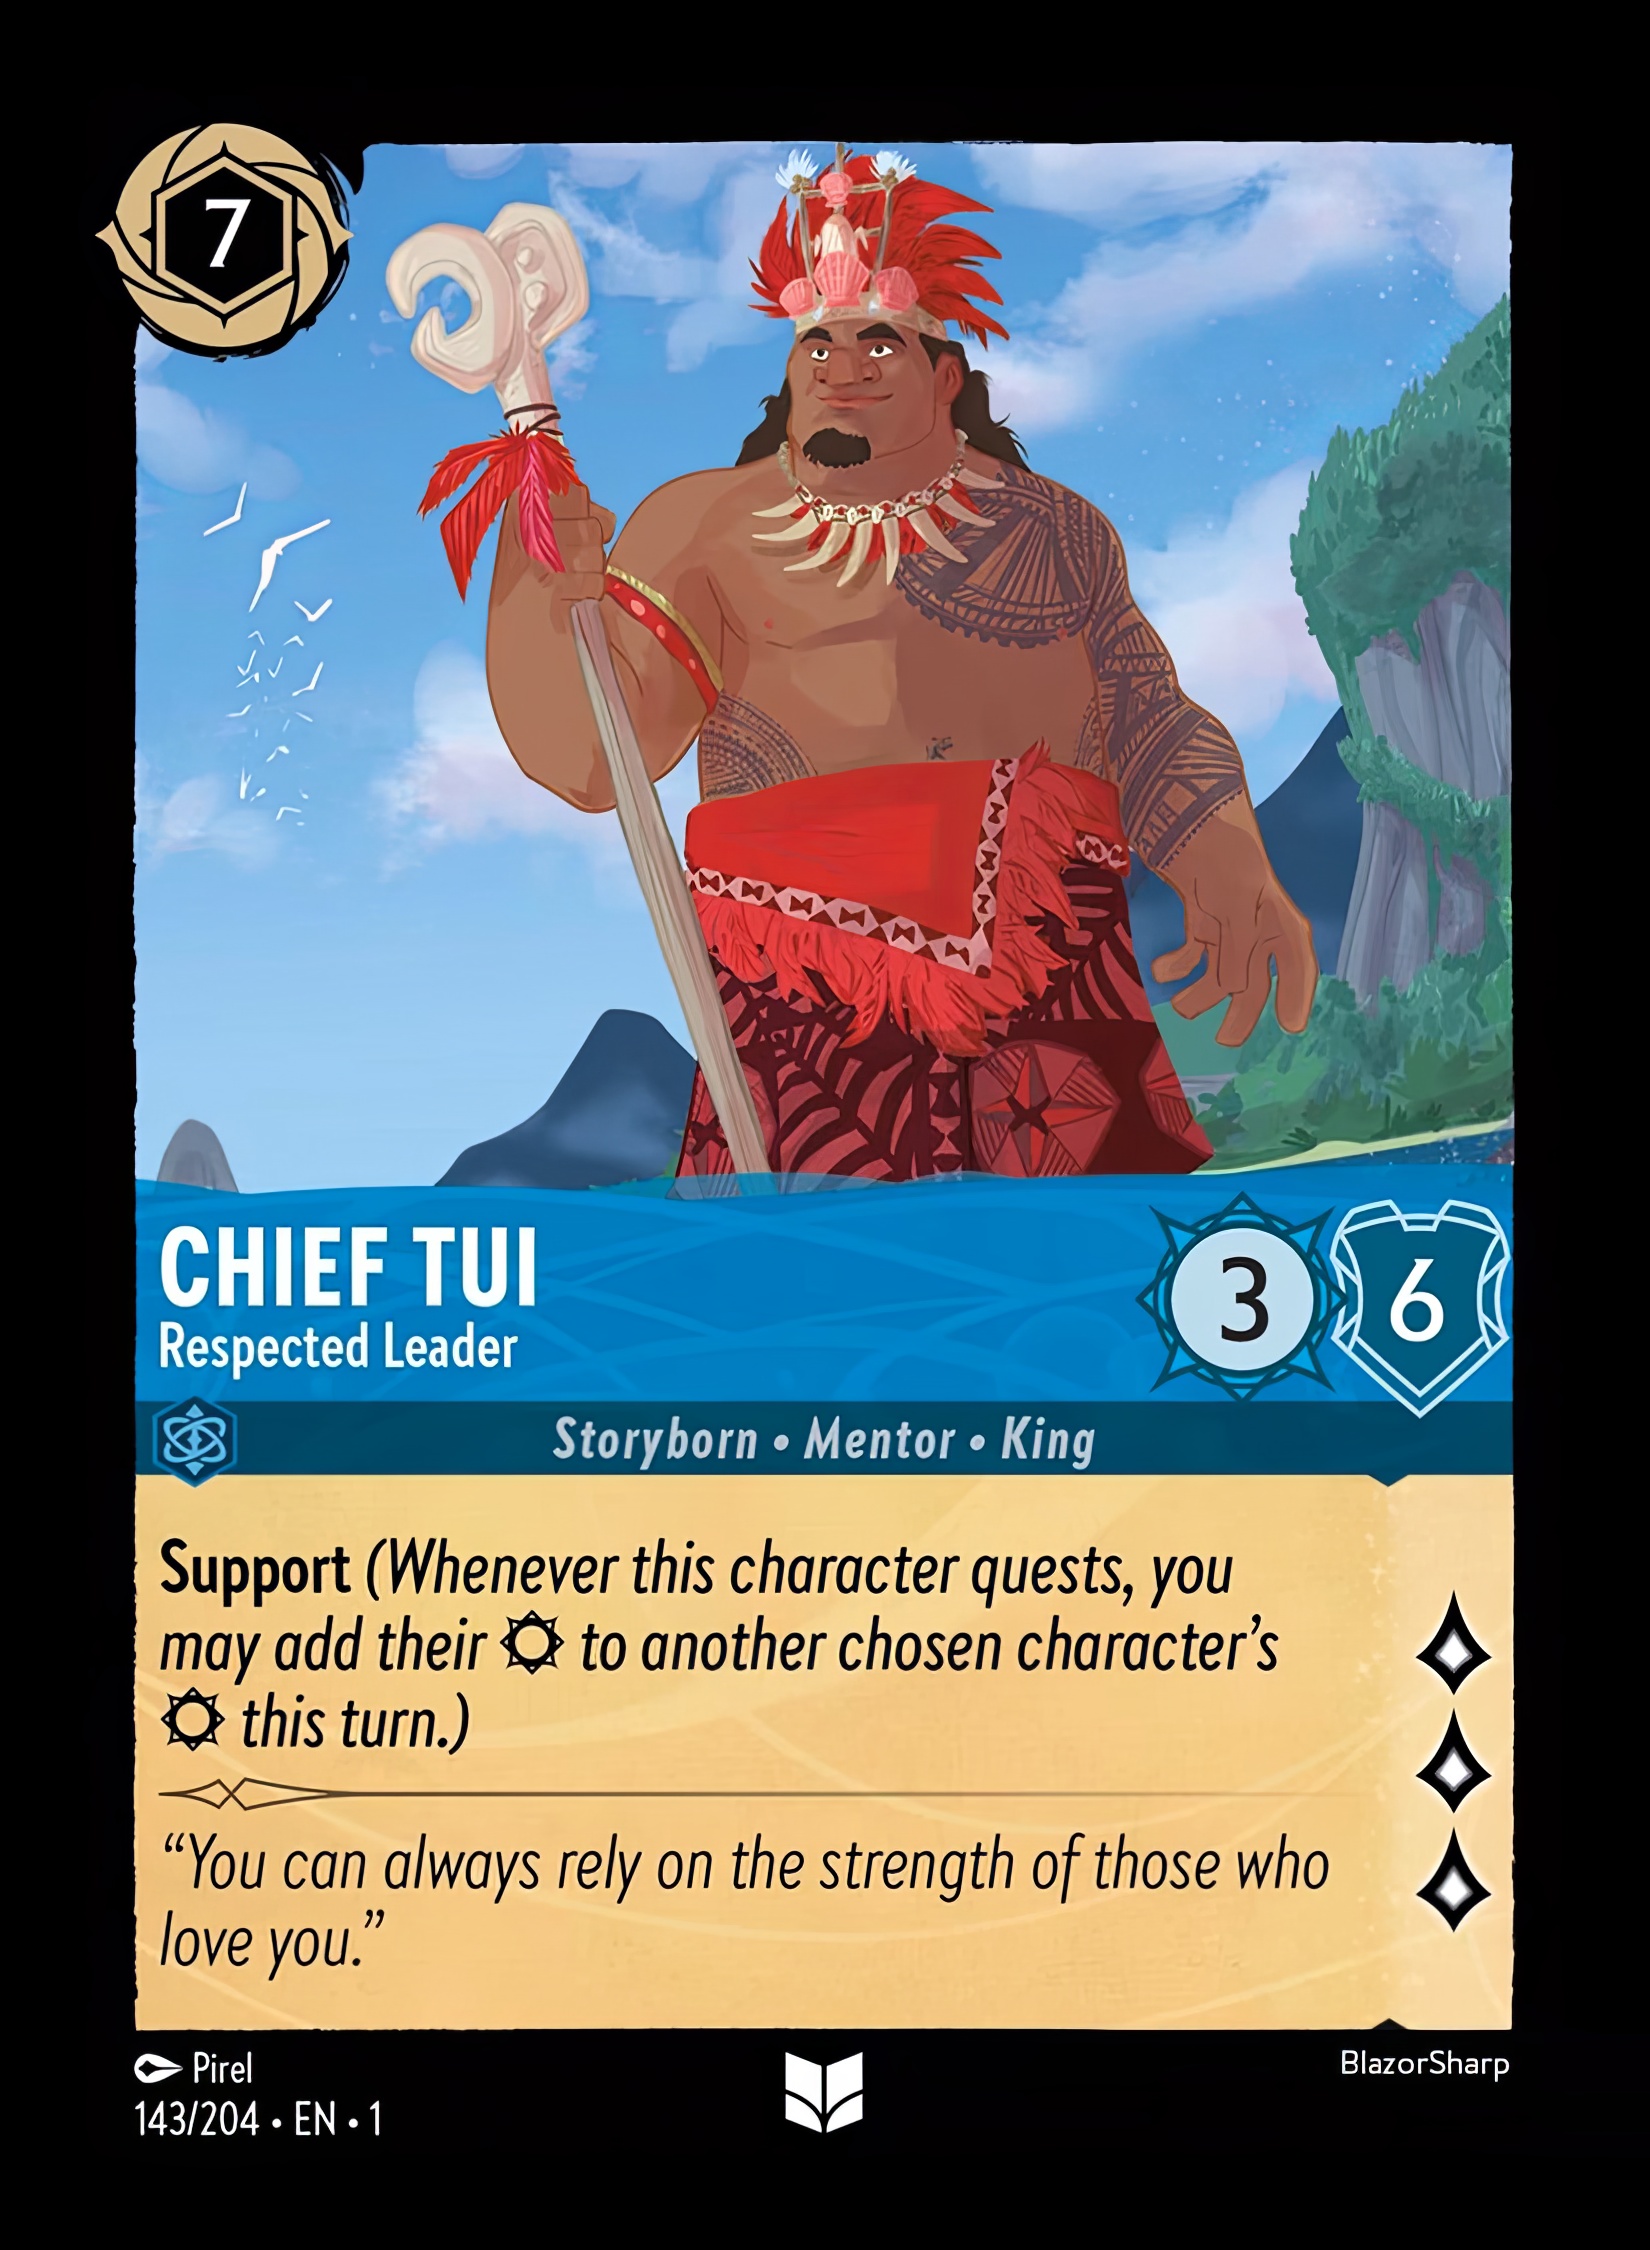 7
CHIEF TUI
3
6
Respected Leader
Storyborn • Mentor • King
Support (Whenever this character quests, you
may add their to another chosen character’s
this turn.)
“You can always rely on the strength of those who
love you.”
Pirel
BlazorSharp
143/204 • EN • 1